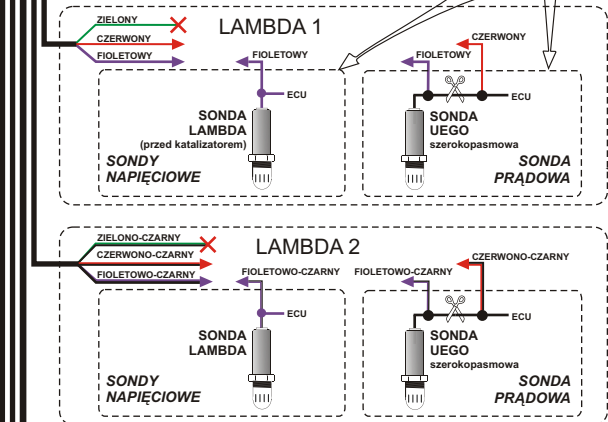 ZIELONY
CZERWONY
FIOLETOWY
LAMBDA 1
FIOLETOWY
ECU
SONDA
LAMBDA
(przed katalizatorem)
SONDY
NAPIĘCIOWE
CZERWONY
FIOLETOWY
ECU
SONDA
UEGO
szerokopasmowa
SONDA
PRĄDOWA
ZIELONO-CZARNY
CZERWONO-CZARNY
FIOLETOWO-CZARNY
LAMBDA 2
FIOLETOWO-CZARNY
ECU
SONDA
LAMBDA
SONDY
NAPIĘCIOWE
CZERWONO-CZARNY
FIOLETOWO-CZARNY
ECU
SONDA
UEGO
szerokopasmowa
SONDA
PRĄDOWA